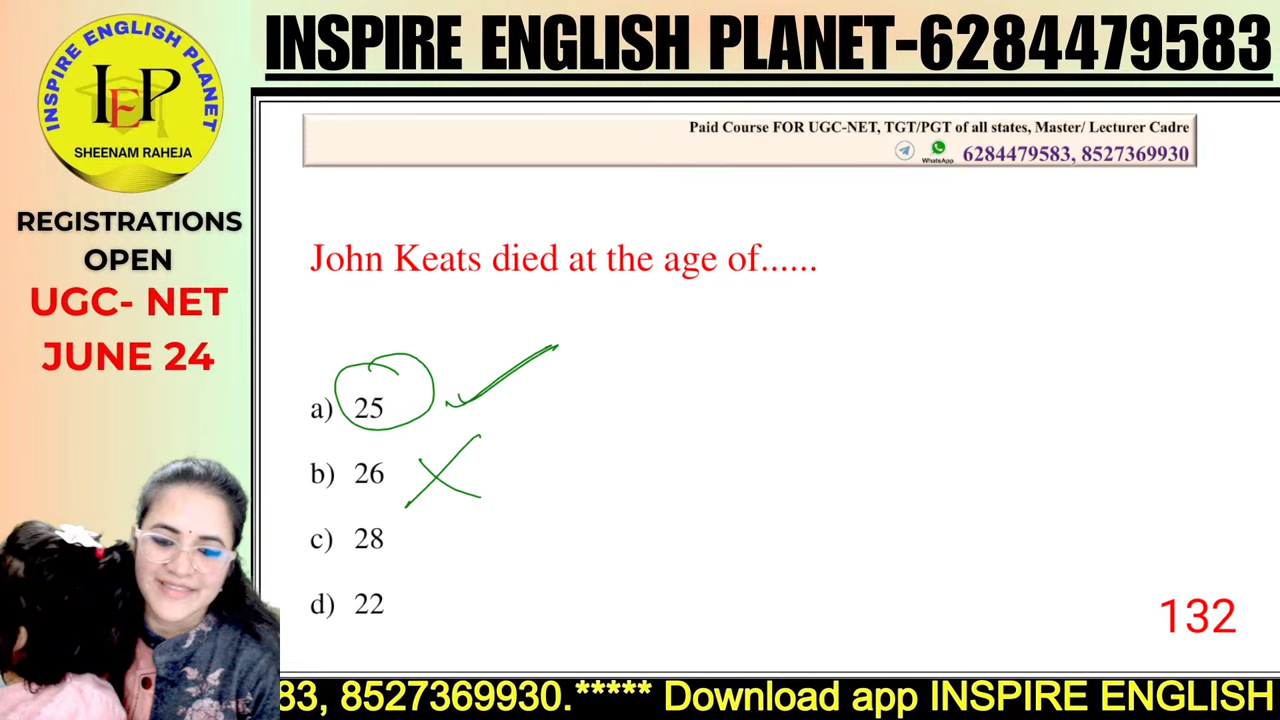 INSPIRE ENGLISH PLANET-6284479583
INSPIRE ENGLISH PLANET
IEP
SHEENAM RAHEJA
REGISTRATIONS
OPEN
UGC- NET
JUNE 24
Paid Course FOR UGC-NET, TGT/PGT of all states, Master/ Lecturer Cadre
WhatsApp 6284479583, 8527369930
John Keats died at the age of......
a) 25
b) 26
c) 28
d) 22
132
83, 8527369930.***** Download app INSPIRE ENGLISH